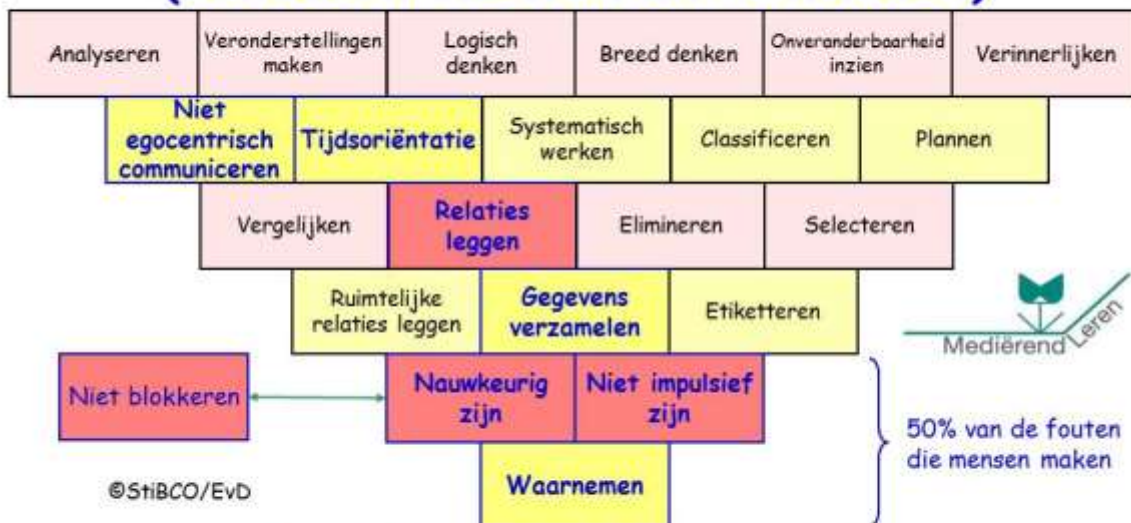 Analyseren
Veronderstellingen
maken
Logisch
denken
Breed denken
Onveranderbaarheid
inzien
Verinnerlijken
Niet
egocentrisch
communiceren
Tijdsoriëntatie
Systematisch
werken
Classificeren
Plannen
Vergelijken
Relaties
leggen
Elimineren
Selecteren
Ruimtelijke
relaties leggen
Gegevens
verzamelen
Etiketteren
Mediërend Leren
Niet blokkeren
Nauwkeurig
zijn
Niet impulsief
zijn
50% van de fouten
die mensen maken
Waarnemen
©StiBCO/EvD